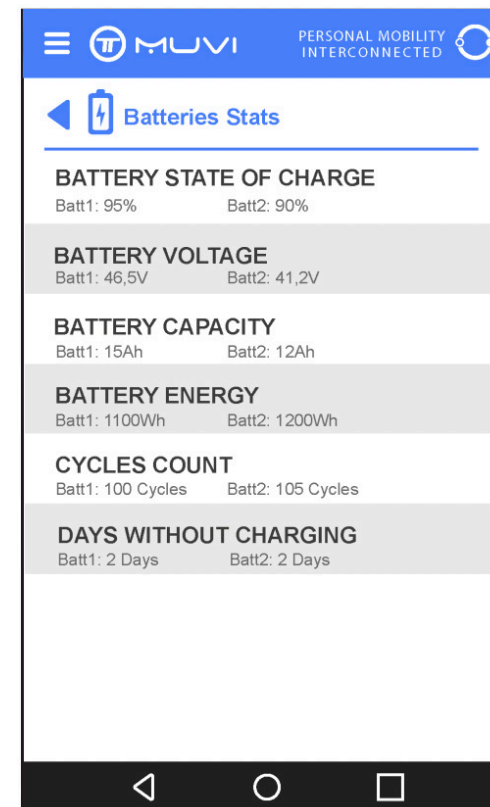 MUVI
PERSONAL MOBILITY
INTERCONNECTED
Batteries Stats
BATTERY STATE OF CHARGE
Batt1: 95% Batt2: 90%
BATTERY VOLTAGE
Batt1: 46,5V Batt2: 41,2V
BATTERY CAPACITY
Batt1: 15Ah Batt2: 12Ah
BATTERY ENERGY
Batt1: 1100Wh Batt2: 1200Wh
CYCLES COUNT
Batt1: 100 Cycles Batt2: 105 Cycles
DAYS WITHOUT CHARGING
Batt1: 2 Days Batt2: 2 Days